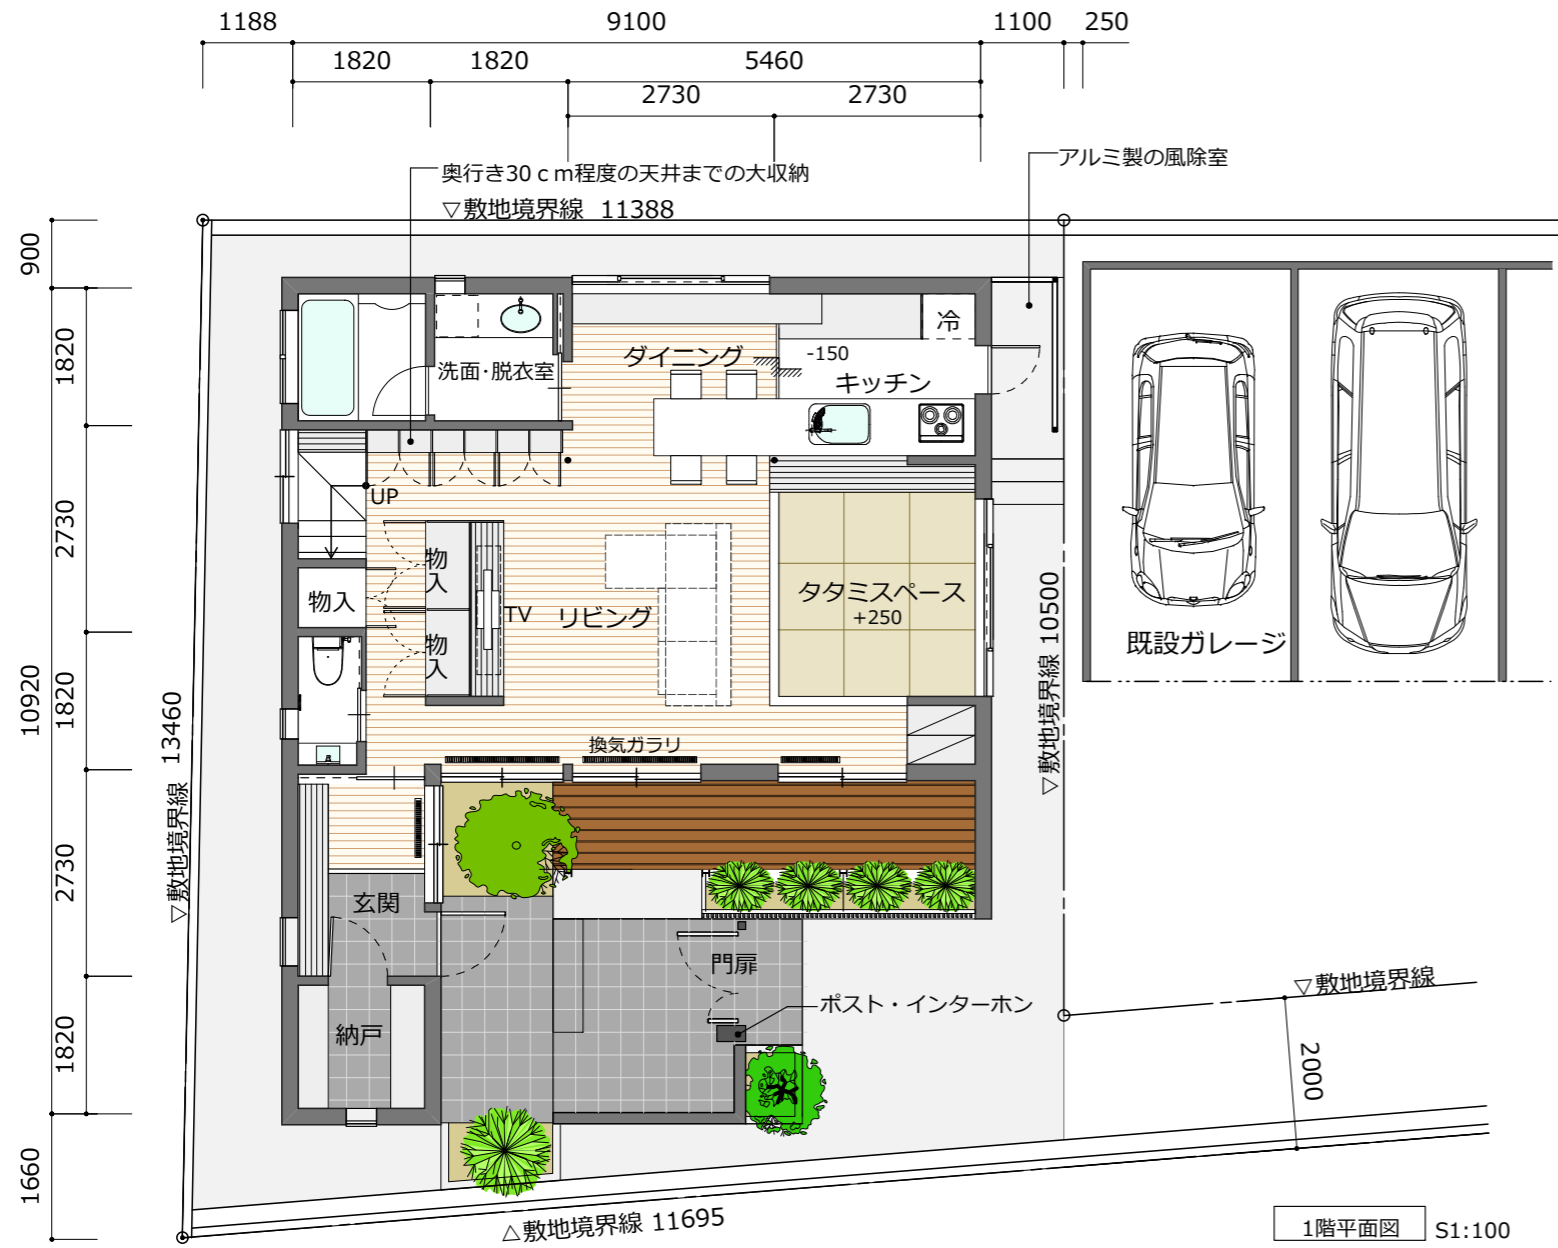 1188
9100
1100
250
1820
1820
5460
2730
2730
奥行き30ｃm程度の天井までの大収納
アルミ製の風除室
▽敷地境界線 11388
900
1820
2730
1820
2730
1820
10920
1660
▽敷地境界線 13460
洗面・脱衣室
ダイニング
-150
冷
キッチン
UP
物入
物入
物入
TV
リビング
タタミスペース
+250
▽敷地境界線 10500
既設ガレージ
換気ガラリ
玄関
門扉
ポスト・インターホン
納戸
▽敷地境界線
2000
△敷地境界線 11695
1階平面図 S1:100